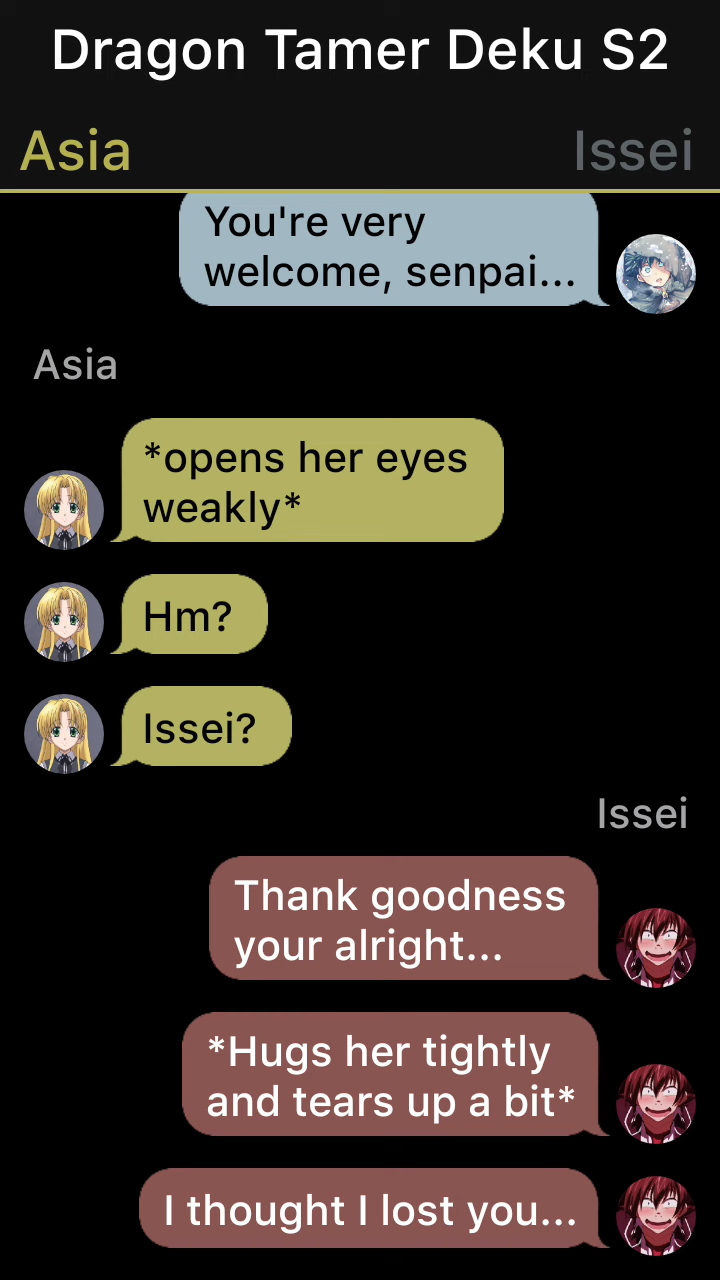 Dragon Tamer Deku S2
Asia Issei
You're very
welcome, senpai...
Asia
*opens her eyes
weakly*
Hm?
Issei?
Issei
Thank goodness
your alright...
*Hugs her tightly
and tears up a bit*
I thought I lost you...